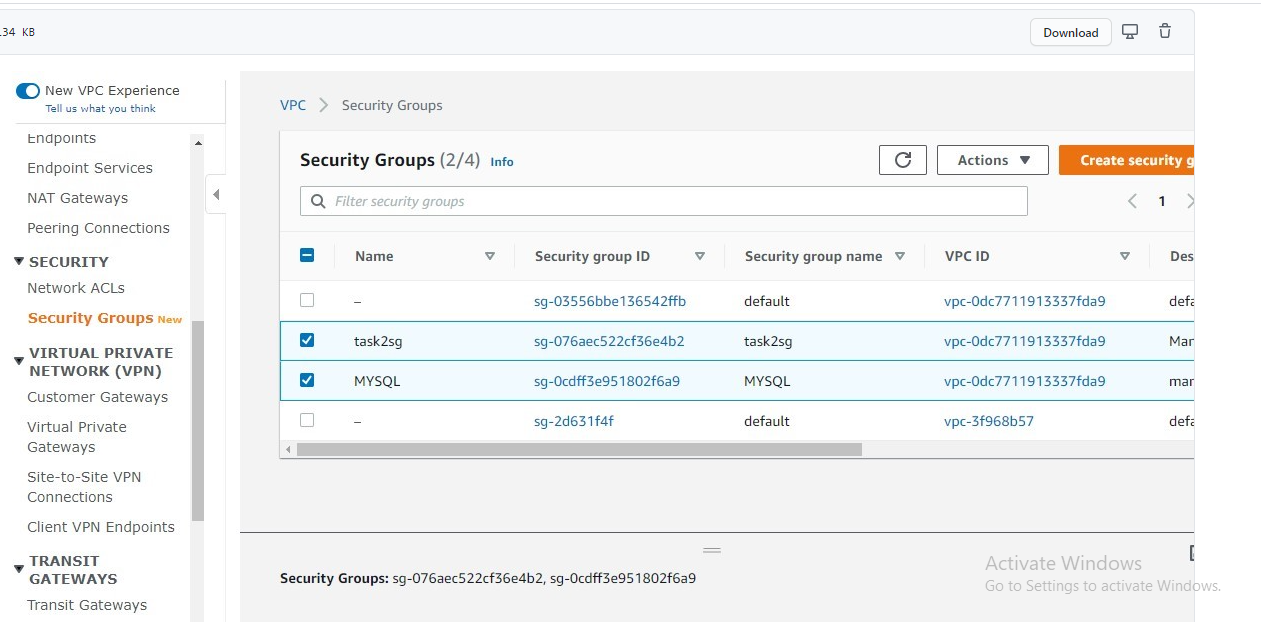 .34 KB
Download
New VPC Experience
Tell us what you think
Endpoints
Endpoint Services
NAT Gateways
Peering Connections
SECURITY
Network ACLs
Security Groups New
VIRTUAL PRIVATE
NETWORK (VPN)
Customer Gateways
Virtual Private
Gateways
Site-to-Site VPN
Connections
Client VPN Endpoints
TRANSIT
GATEWAYS
Transit Gateways
VPC > Security Groups
Security Groups (2/4) Info
Actions
Create security g
Filter security groups
1
Name Security group ID Security group name VPC ID Des
– sg-03556bbe136542ffb default vpc-0dc7711913337fda9 defa
task2sg sg-076aec522cf36e4b2 task2sg vpc-0dc7711913337fda9 Man
MYSQL sg-0cdff3e951802f6a9 MYSQL vpc-0dc7711913337fda9 mar
– sg-2d631f4f default vpc-3f968b57 defa
Security Groups: sg-076aec522cf36e4b2, sg-0cdff3e951802f6a9
Activate Windows
Go to Settings to activate Windows.